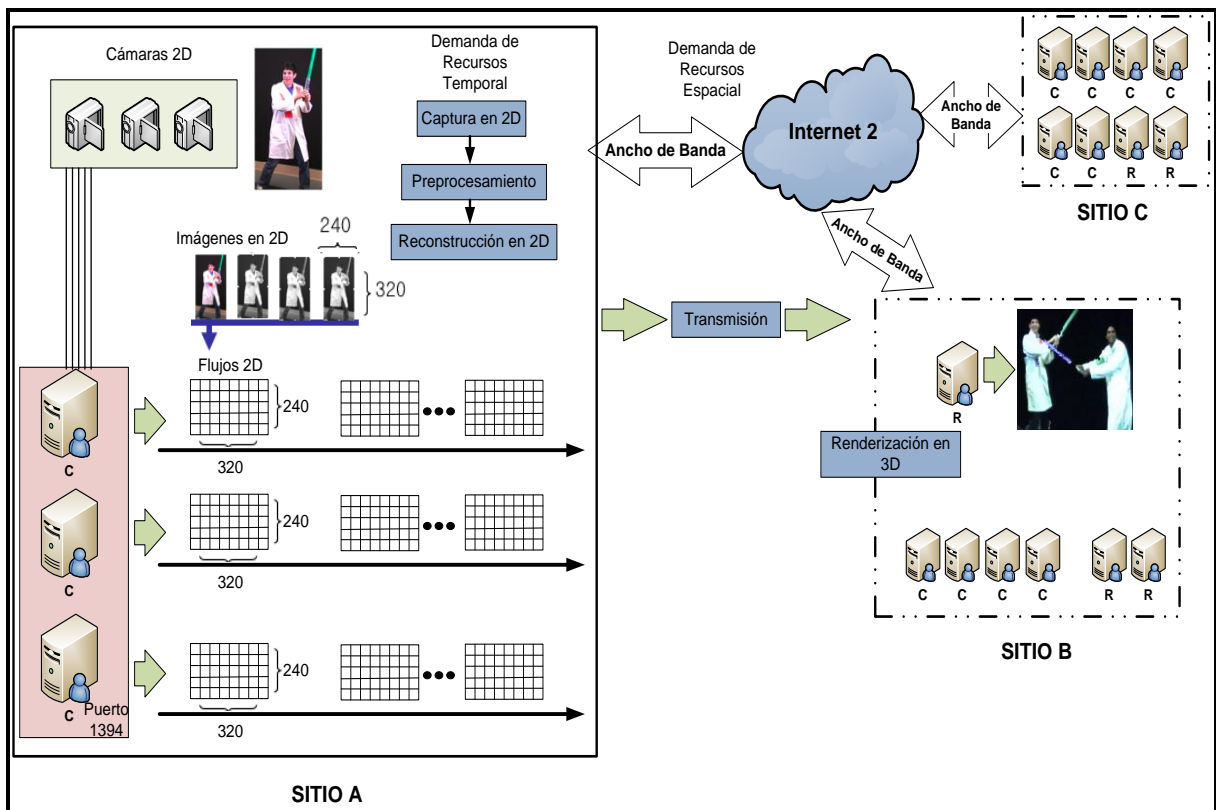 Cámaras 2D
Demanda de
Recursos
Temporal
Captura en 2D
Preprocesamiento
Reconstrucción en 2D
Imágenes en 2D
240
320
Flujos 2D
240
320
C
240
320
C
240
320
C
Puerto
1394
SITIO A
Demanda de
Recursos
Espacial
Ancho de Banda
Internet 2
Ancho de
Banda
C C C C
C C R R
SITIO C
Ancho de
Banda
Transmisión
R
Renderización en
3D
C C C C R R
SITIO B